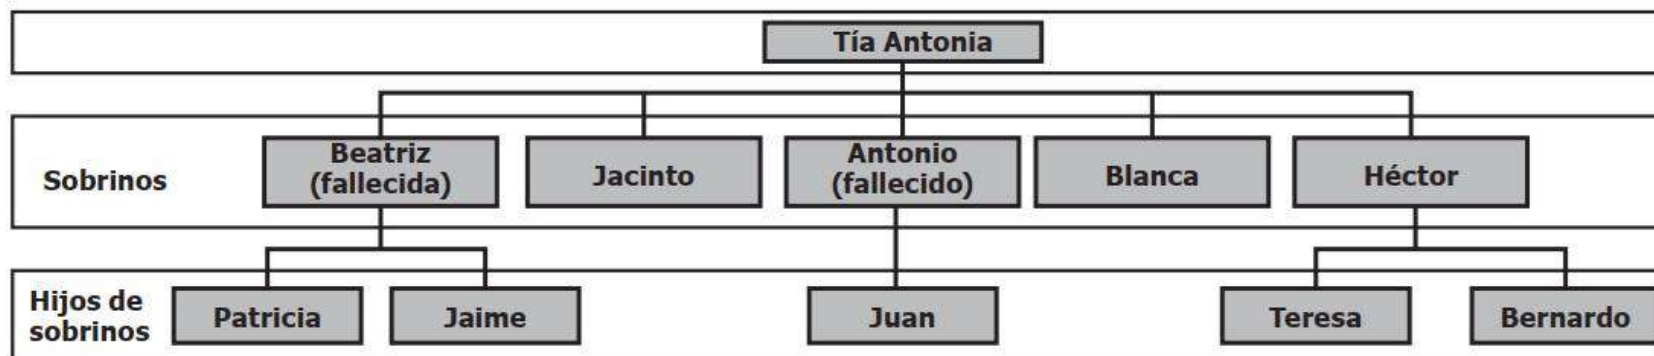 Tía Antonia
Sobrinos
Beatriz
(fallecida)
Jacinto
Antonio
(fallecido)
Blanca
Héctor
Hijos de
sobrinos
Patricia
Jaime
Juan
Teresa
Bernardo